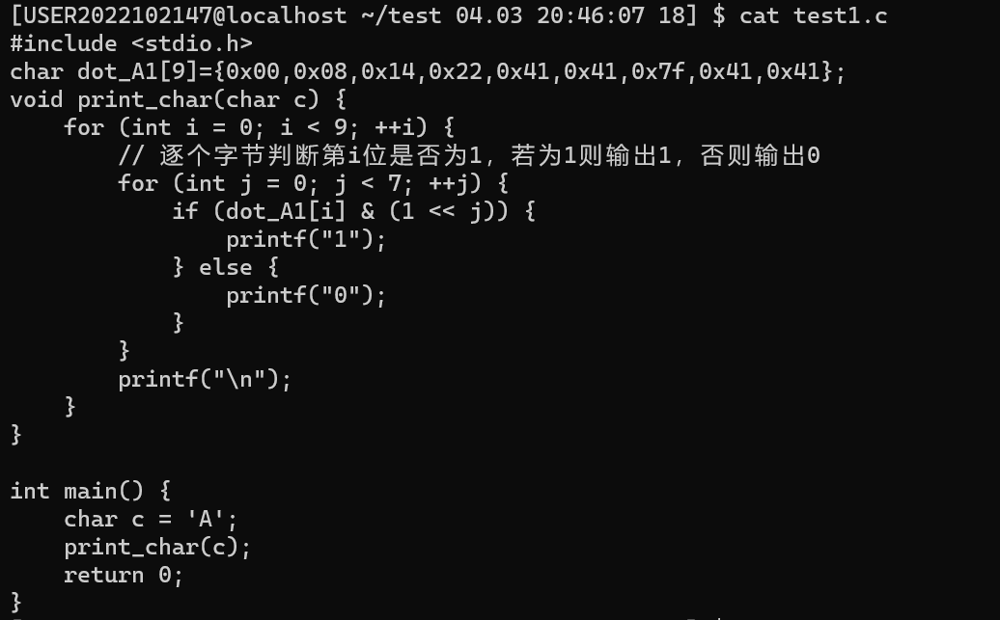 [USER2022102147@localhost ~/test 04.03 20:46:07 18] $ cat test1.c
#include <stdio.h>
char dot_A1[9]={0x00,0x08,0x14,0x22,0x41,0x41,0x7f,0x41,0x41};
void print_char(char c) {
    for (int i = 0; i < 9; ++i) {
        // 逐个字节判断第i位是否为1，若为1则输出1，否则输出0
        for (int j = 0; j < 7; ++j) {
            if (dot_A1[i] & (1 << j)) {
                printf("1");
            } else {
                printf("0");
            }
        }
        printf("\n");
    }
}

int main() {
    char c = 'A';
    print_char(c);
    return 0;
}